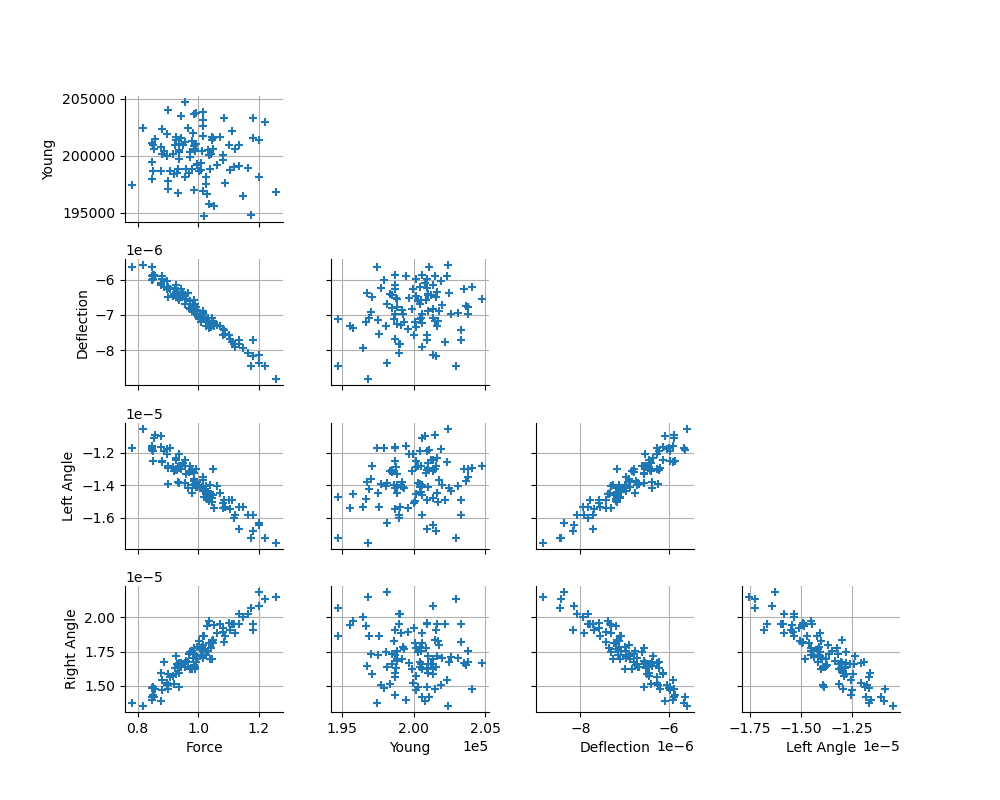 205000
200000
195000
Young
1e−6
−6
−7
−8
Deflection
1e−5
−1.2
−1.4
−1.6
Left Angle
1e−5
2.00
1.75
1.50
Right Angle
0.8 1.0 1.2 1.95 2.00 2.05 −8 −6 −1.75 −1.50 −1.25
Force Young 1e5 Deflection 1e−6 Left Angle 1e−5